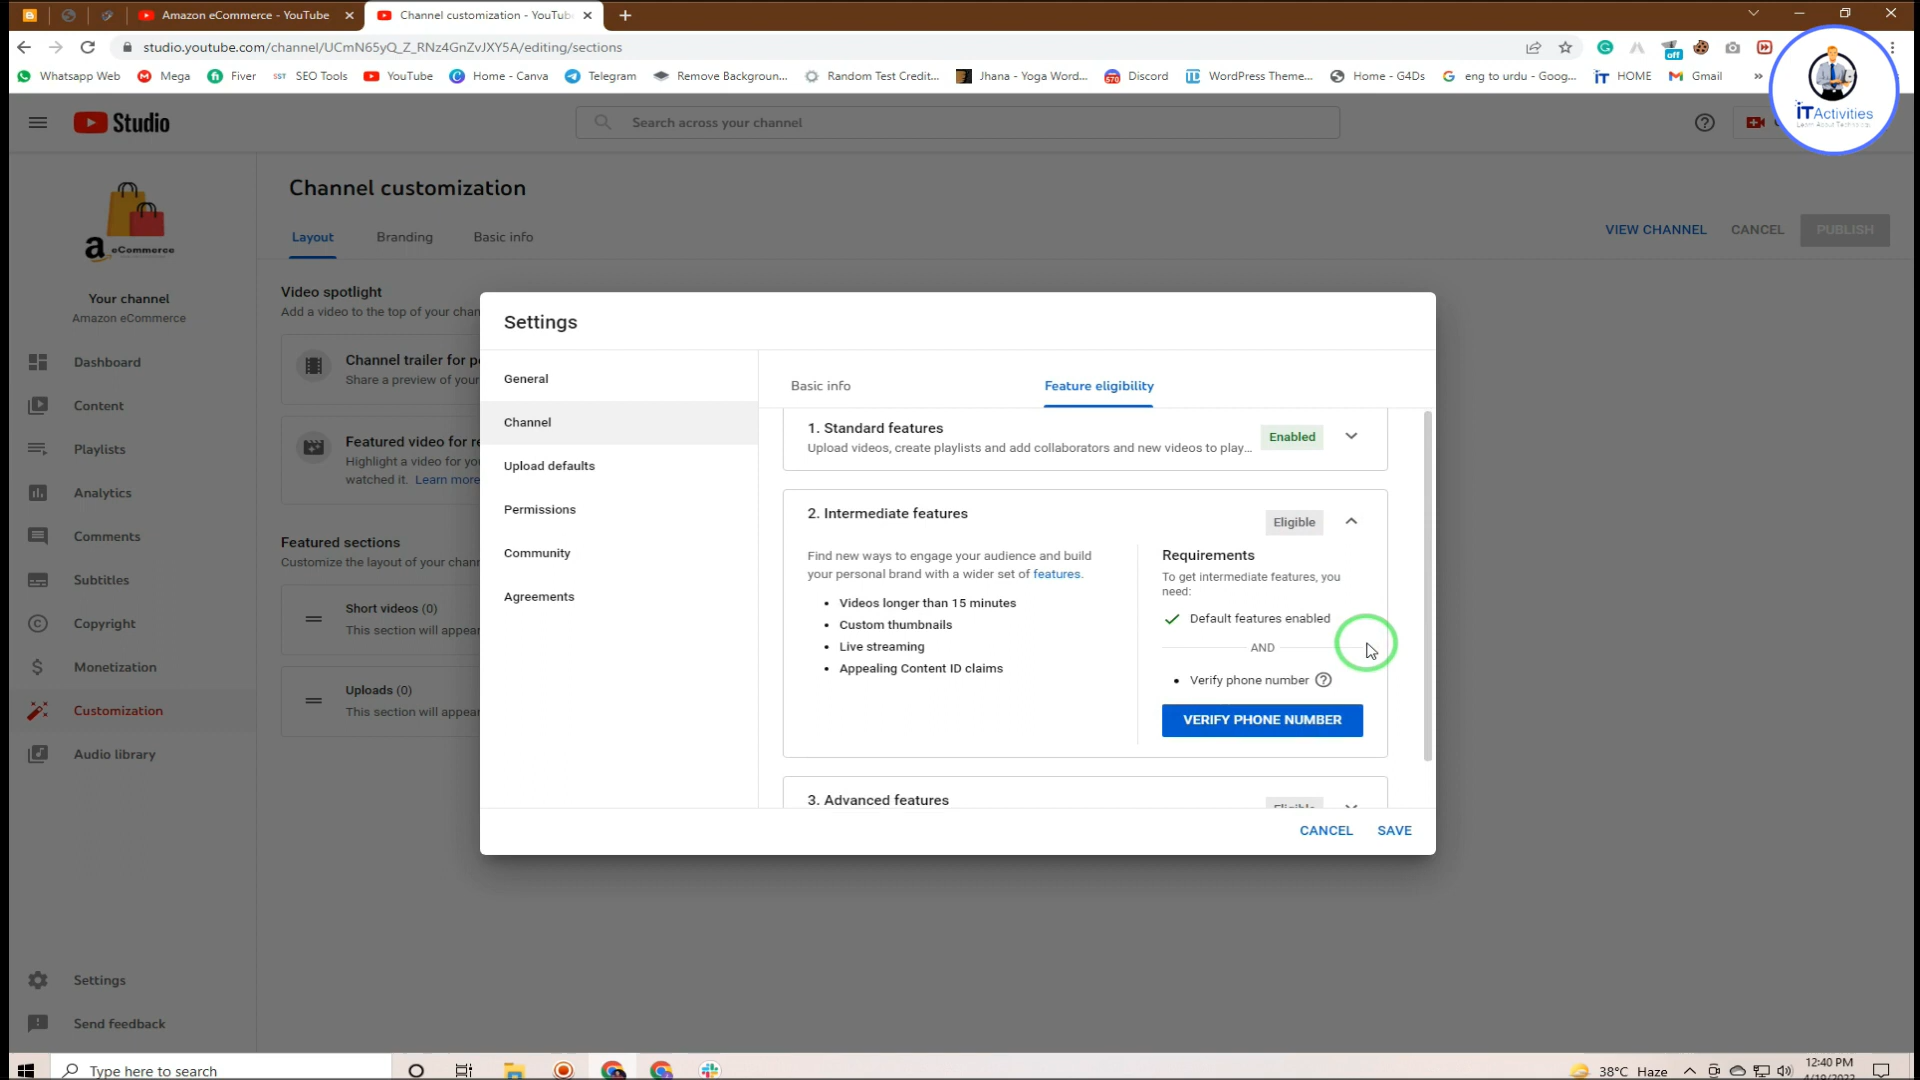 Amazon eCommerce - YouTube
Channel customization - YouTub
studio.youtube.com/channel/UCmN65yQ_Z_RNz4GnZvJXY5A/editing/sections
Whatsapp Web
Mega
Fiver
SEO Tools
YouTube
Home - Canva
Telegram
Remove Backgroun...
Random Test Credit...
Jhana - Yoga Word...
Discord
WordPress Theme...
Home - G4Ds
eng to urdu - Goog...
HOME
Gmail
»
off
iTActivities
Studio
Search across your channel
Channel customization
Layout
Branding
Basic info
VIEW CHANNEL
CANCEL
PUBLISH
a eCommerce
Your channel
Amazon eCommerce
Dashboard
Content
Playlists
Analytics
Comments
Subtitles
Copyright
Monetization
Customization
Audio library
Settings
Send feedback
Video spotlight
Add a video to the top of your chan
Channel trailer for pe
Share a preview of your
Featured video for re
Highlight a video for you
watched it. Learn more
Featured sections
Customize the layout of your chann
Short videos (0)
This section will appear
Uploads (0)
This section will appear
Settings
General
Channel
Upload defaults
Permissions
Community
Agreements
Basic info
Feature eligibility
1. Standard features
Upload videos, create playlists and add collaborators and new videos to play...
Enabled
2. Intermediate features
Eligible
Find new ways to engage your audience and build
your personal brand with a wider set of features.
• Videos longer than 15 minutes
• Custom thumbnails
• Live streaming
• Appealing Content ID claims
Requirements
To get intermediate features, you
need:
Default features enabled
AND
• Verify phone number
VERIFY PHONE NUMBER
3. Advanced features
Eligible
CANCEL
SAVE
Type here to search
38°C Haze
12:40 PM